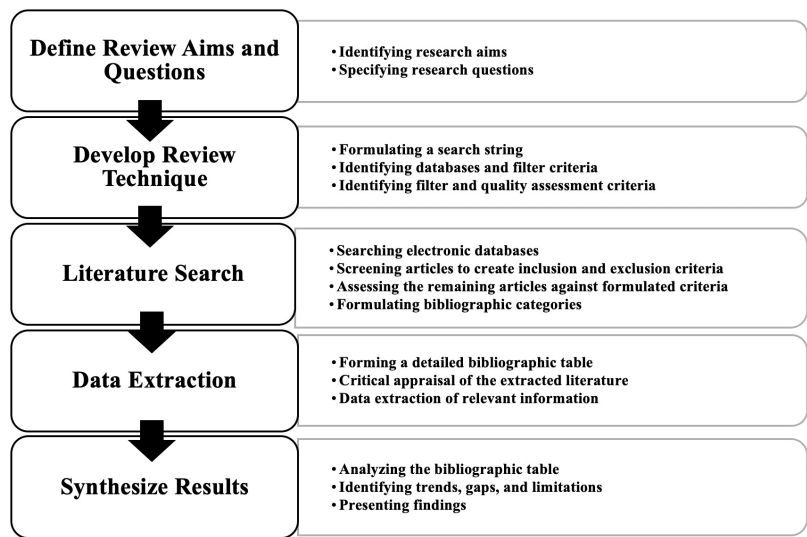 Define Review Aims and
Questions
• Identifying research aims
• Specifying research questions
Develop Review
Technique
• Formulating a search string
• Identifying databases and filter criteria
• Identifying filter and quality assessment criteria
Literature Search
• Searching electronic databases
• Screening articles to create inclusion and exclusion criteria
• Assessing the remaining articles against formulated criteria
• Formulating bibliographic categories
Data Extraction
• Forming a detailed bibliographic table
• Critical appraisal of the extracted literature
• Data extraction of relevant information
Synthesize Results
• Analyzing the bibliographic table
• Identifying trends, gaps, and limitations
• Presenting findings